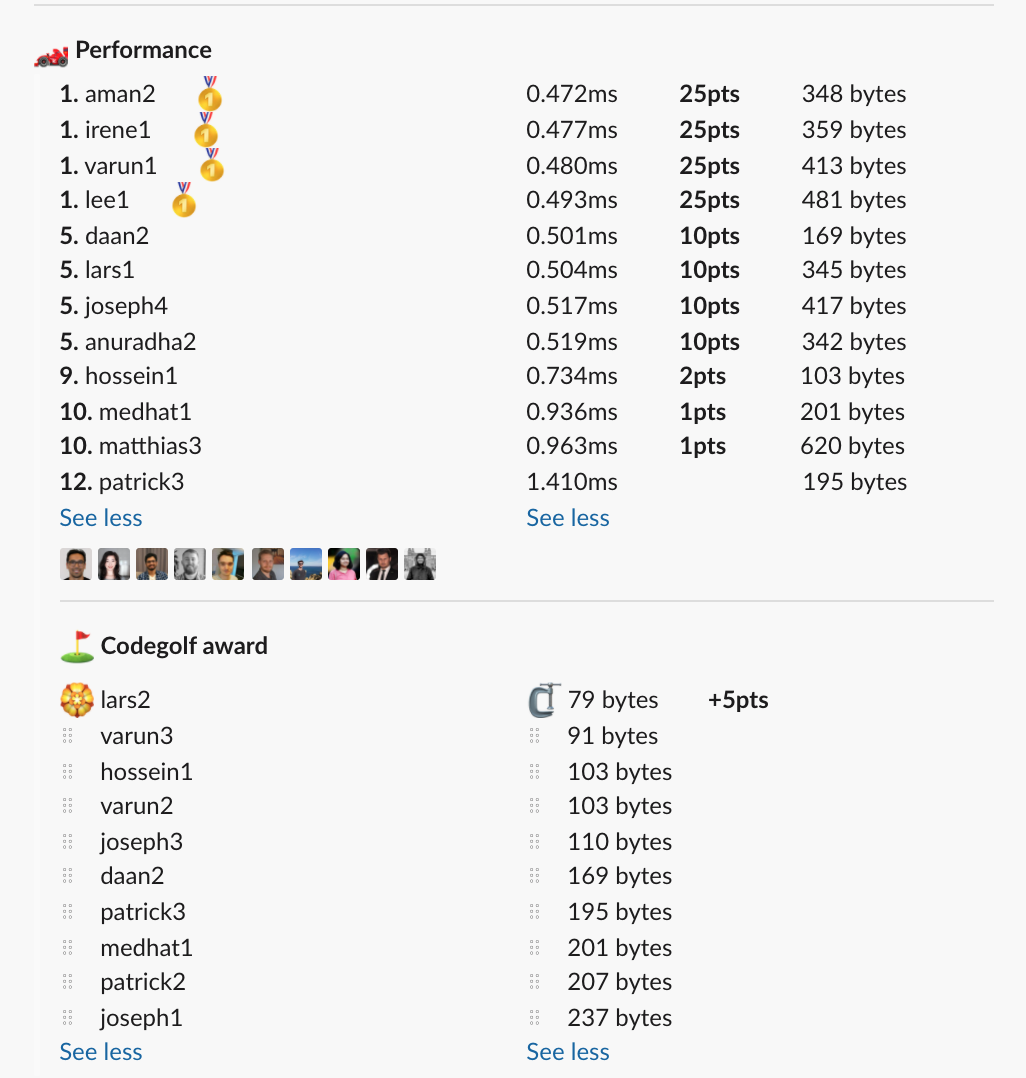 Performance
1. aman2 0.472ms 25pts 348 bytes
1. irene1 0.477ms 25pts 359 bytes
1. varun1 0.480ms 25pts 413 bytes
1. lee1 0.493ms 25pts 481 bytes
5. daan2 0.501ms 10pts 169 bytes
5. lars1 0.504ms 10pts 345 bytes
5. joseph4 0.517ms 10pts 417 bytes
5. anuradha2 0.519ms 10pts 342 bytes
9. hossein1 0.734ms 2pts 103 bytes
10. medhat1 0.936ms 1pts 201 bytes
10. matthias3 0.963ms 1pts 620 bytes
12. patrick3 1.410ms 195 bytes
See less See less
Codegolf award
lars2 79 bytes +5pts
varun3 91 bytes
hossein1 103 bytes
varun2 103 bytes
joseph3 110 bytes
daan2 169 bytes
patrick3 195 bytes
medhat1 201 bytes
patrick2 207 bytes
joseph1 237 bytes
See less See less